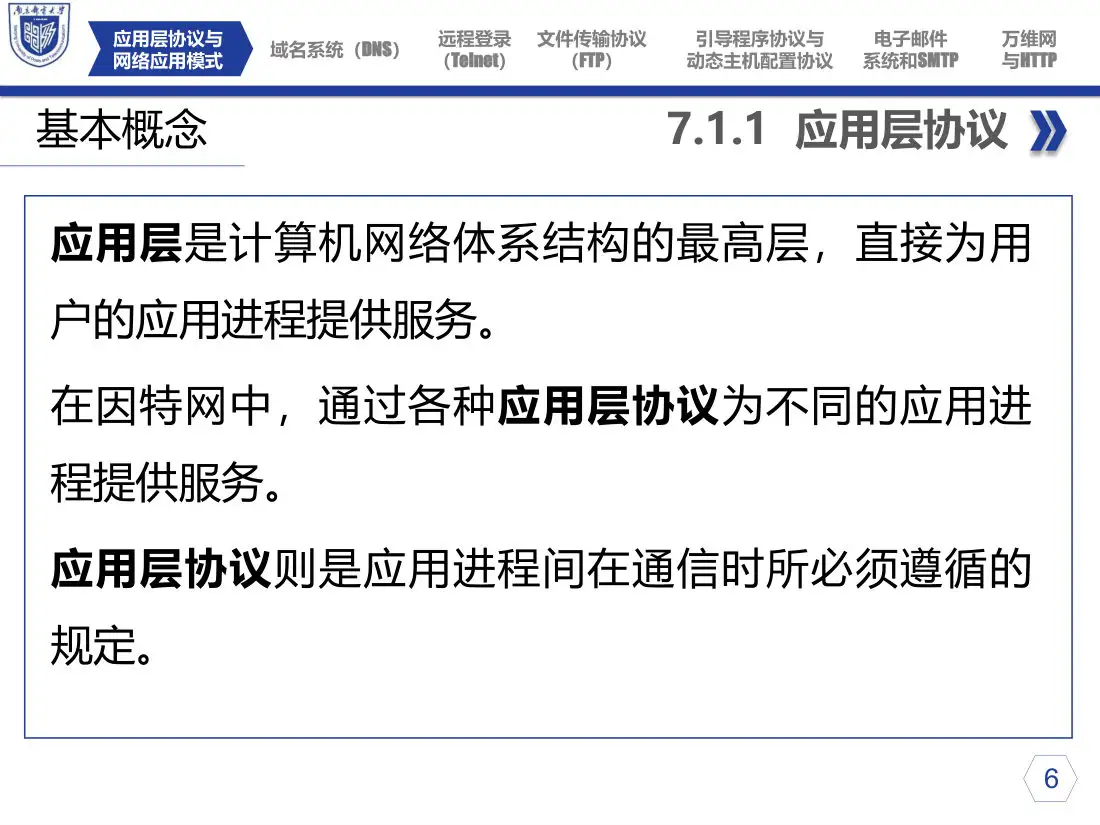 南京邮电大学
应用层协议与
网络应用模式
域名系统（DNS）
远程登录
（Telnet）
文件传输协议
（FTP）
引导程序协议与
动态主机配置协议
电子邮件
系统和SMTP
万维网
与HTTP
基本概念
7.1.1 应用层协议
应用层是计算机网络体系结构的最高层，直接为用
户的应用进程提供服务。
在因特网中，通过各种应用层协议为不同的应用进
程提供服务。
应用层协议则是应用进程间在通信时所必须遵循的
规定。
6